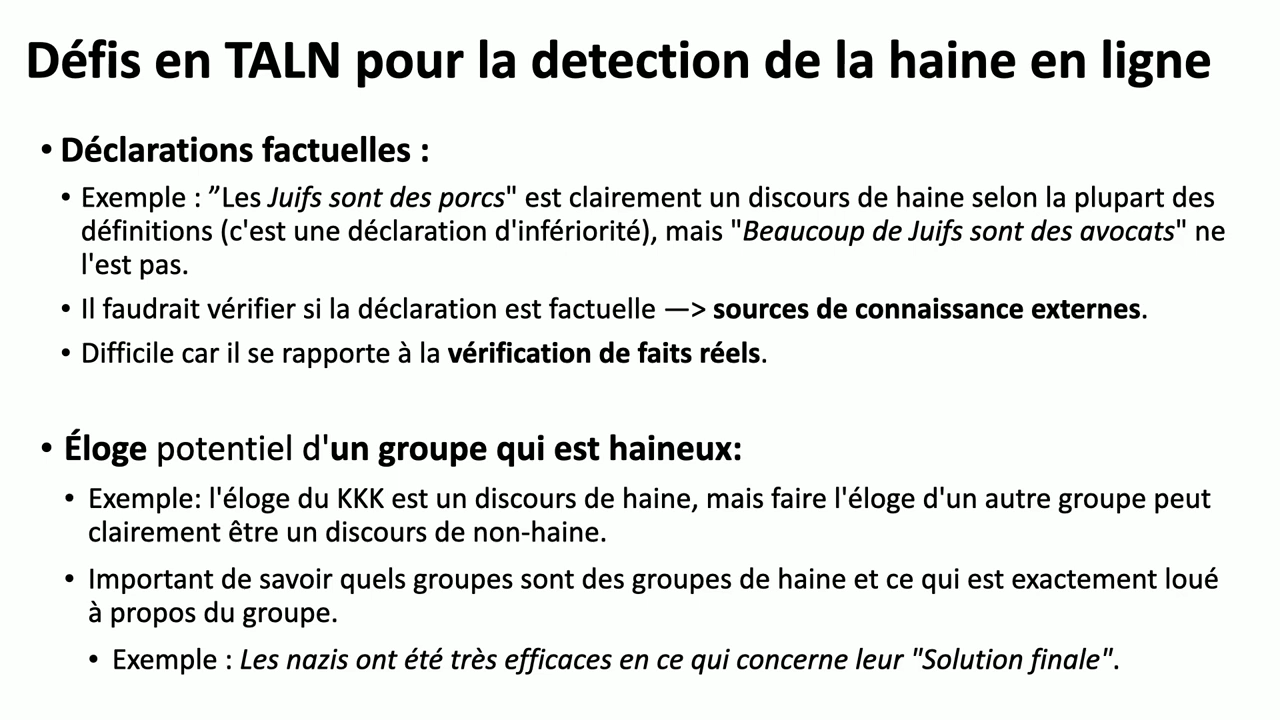 Défis en TALN pour la detection de la haine en ligne
• Déclarations factuelles :
• Exemple : ”Les Juifs sont des porcs" est clairement un discours de haine selon la plupart des
définitions (c'est une déclaration d'infériorité), mais "Beaucoup de Juifs sont des avocats" ne
l'est pas.
• Il faudrait vérifier si la déclaration est factuelle —> sources de connaissance externes.
• Difficile car il se rapporte à la vérification de faits réels.
• Éloge potentiel d'un groupe qui est haineux:
• Exemple: l'éloge du KKK est un discours de haine, mais faire l'éloge d'un autre groupe peut
clairement être un discours de non-haine.
• Important de savoir quels groupes sont des groupes de haine et ce qui est exactement loué
à propos du groupe.
• Exemple : Les nazis ont été très efficaces en ce qui concerne leur "Solution finale".